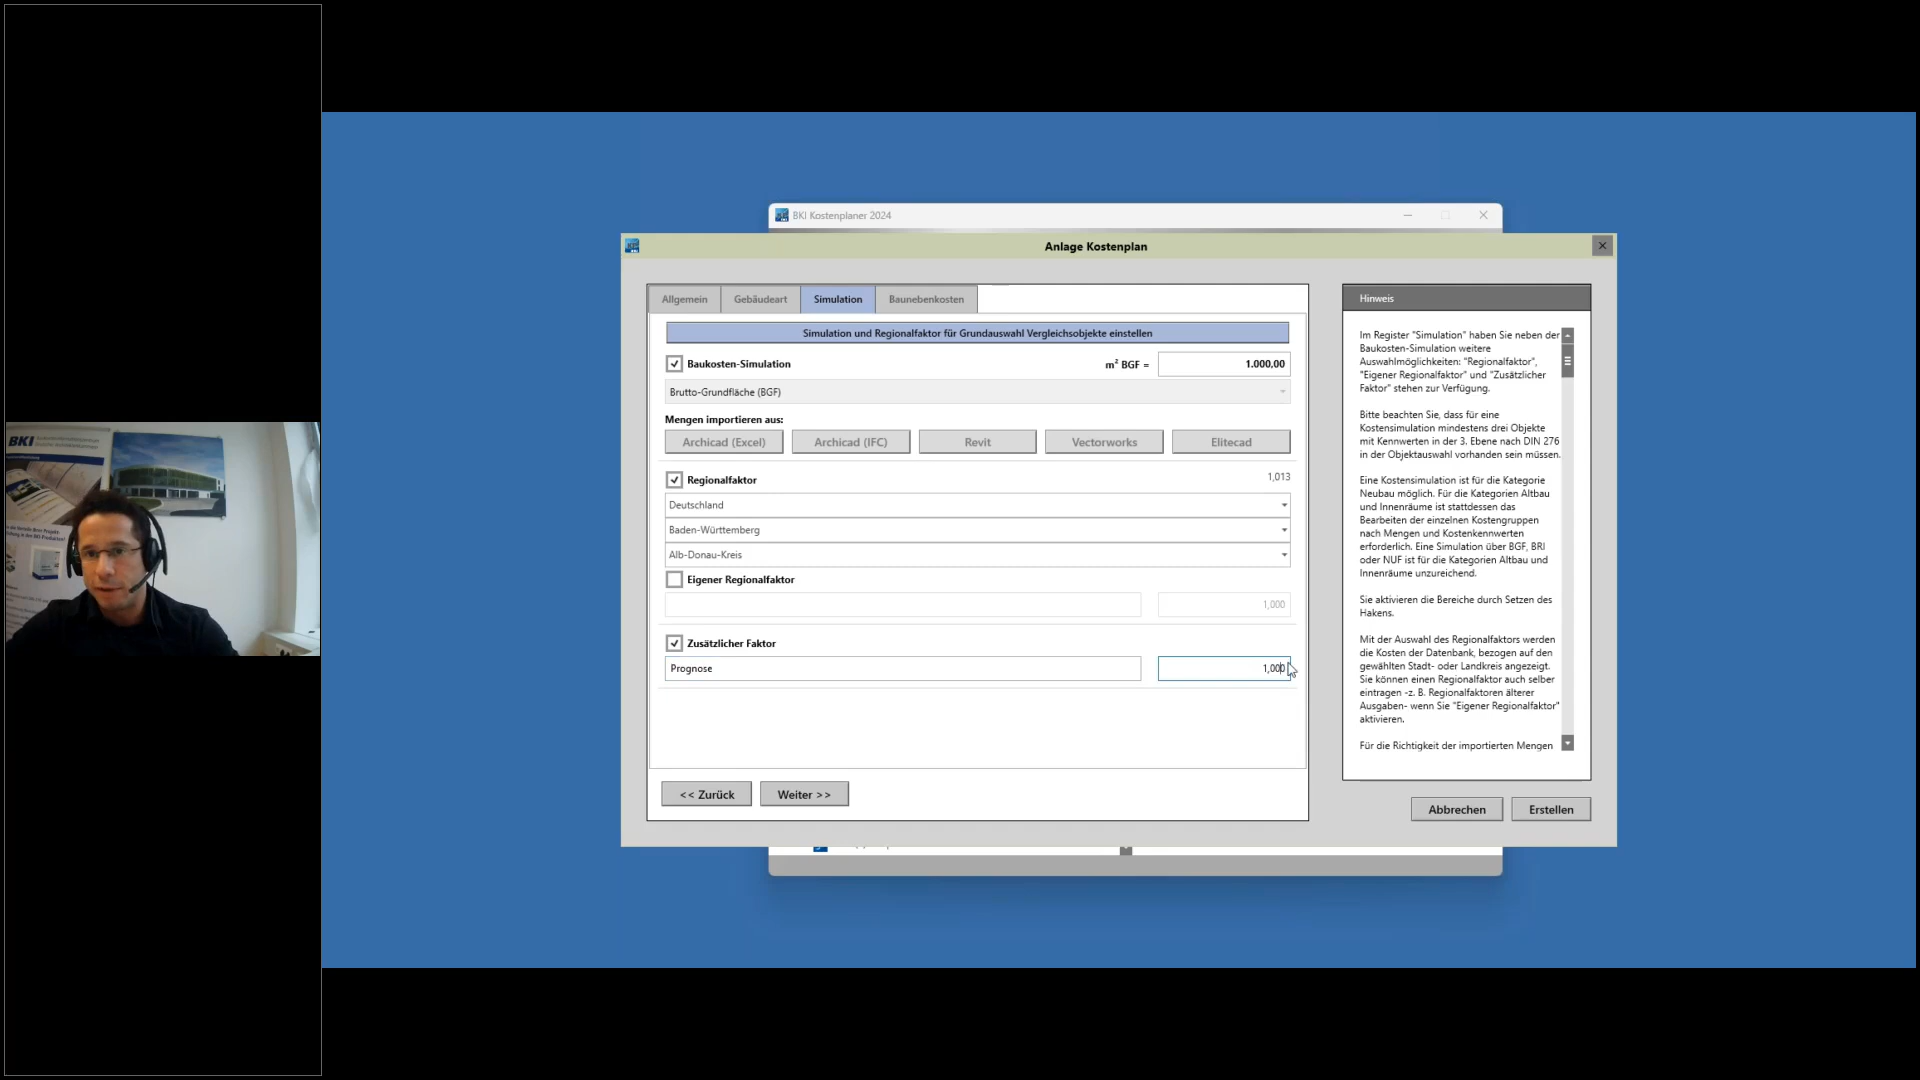 BKI Kostenplaner 2024
Anlage Kostenplan
Allgemein
Gebäudeart
Simulation
Baunebenkosten
Simulation und Regionalfaktor für Grundauswahl Vergleichsobjekte einstellen
Baukosten-Simulation
m² BGF =
1.000,00
Brutto-Grundfläche (BGF)
Mengen importieren aus:
Archicad (Excel)
Archicad (IFC)
Revit
Vectorworks
Elitecad
Regionalfaktor
1,013
Deutschland
Baden-Württemberg
Alb-Donau-Kreis
Eigener Regionalfaktor
1,000
Zusätzlicher Faktor
Prognose
1,000
<< Zurück
Weiter >>
Hinweis
Im Register "Simulation" haben Sie neben der
Baukosten-Simulation weitere
Auswahlmöglichkeiten: "Regionalfaktor",
"Eigener Regionalfaktor" und "Zusätzlicher
Faktor" stehen zur Verfügung.
Bitte beachten Sie, dass für eine
Kostensimulation mindestens drei Objekte
mit Kennwerten in der 3. Ebene nach DIN 276
in der Objektauswahl vorhanden sein müssen.
Eine Kostensimulation ist für die Kategorie
Neubau möglich. Für die Kategorien Altbau
und Innenräume ist stattdessen das
Bearbeiten der einzelnen Kostengruppen
nach Mengen und Kostenkennwerten
erforderlich. Eine Simulation über BGF, BRI
oder NUF ist für die Kategorien Altbau und
Innenräume unzureichend.
Sie aktivieren die Bereiche durch Setzen des
Hakens.
Mit der Auswahl des Regionalfaktors werden
die Kosten der Datenbank, bezogen auf den
gewählten Stadt- oder Landkreis angezeigt.
Sie können einen Regionalfaktor auch selber
eintragen -z. B. Regionalfaktoren älterer
Ausgaben- wenn Sie "Eigener Regionalfaktor"
aktivieren.
Für die Richtigkeit der importierten Mengen
Abbrechen
Erstellen
BKI